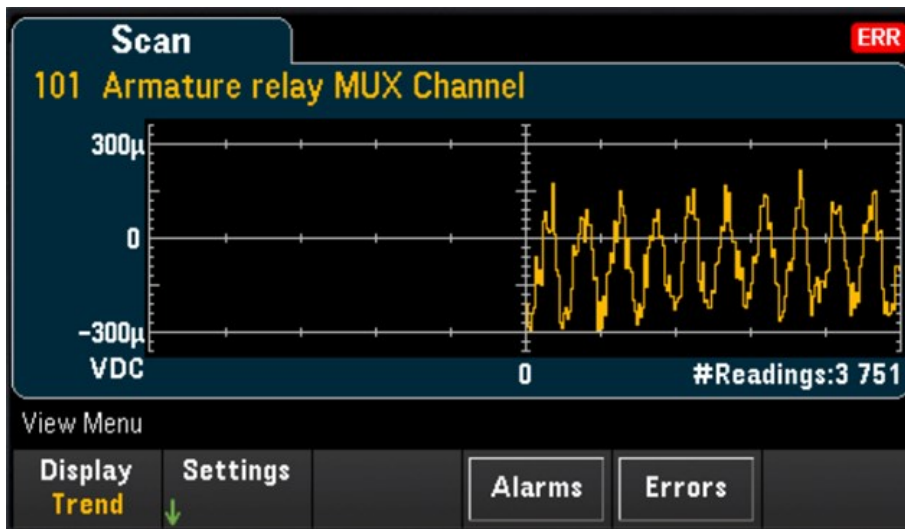 Scan
ERR
101 Armature relay MUX Channel
300µ
0
-300µ
VDC
0
#Readings:3 751
View Menu
Display
Trend
Settings
Alarms
Errors